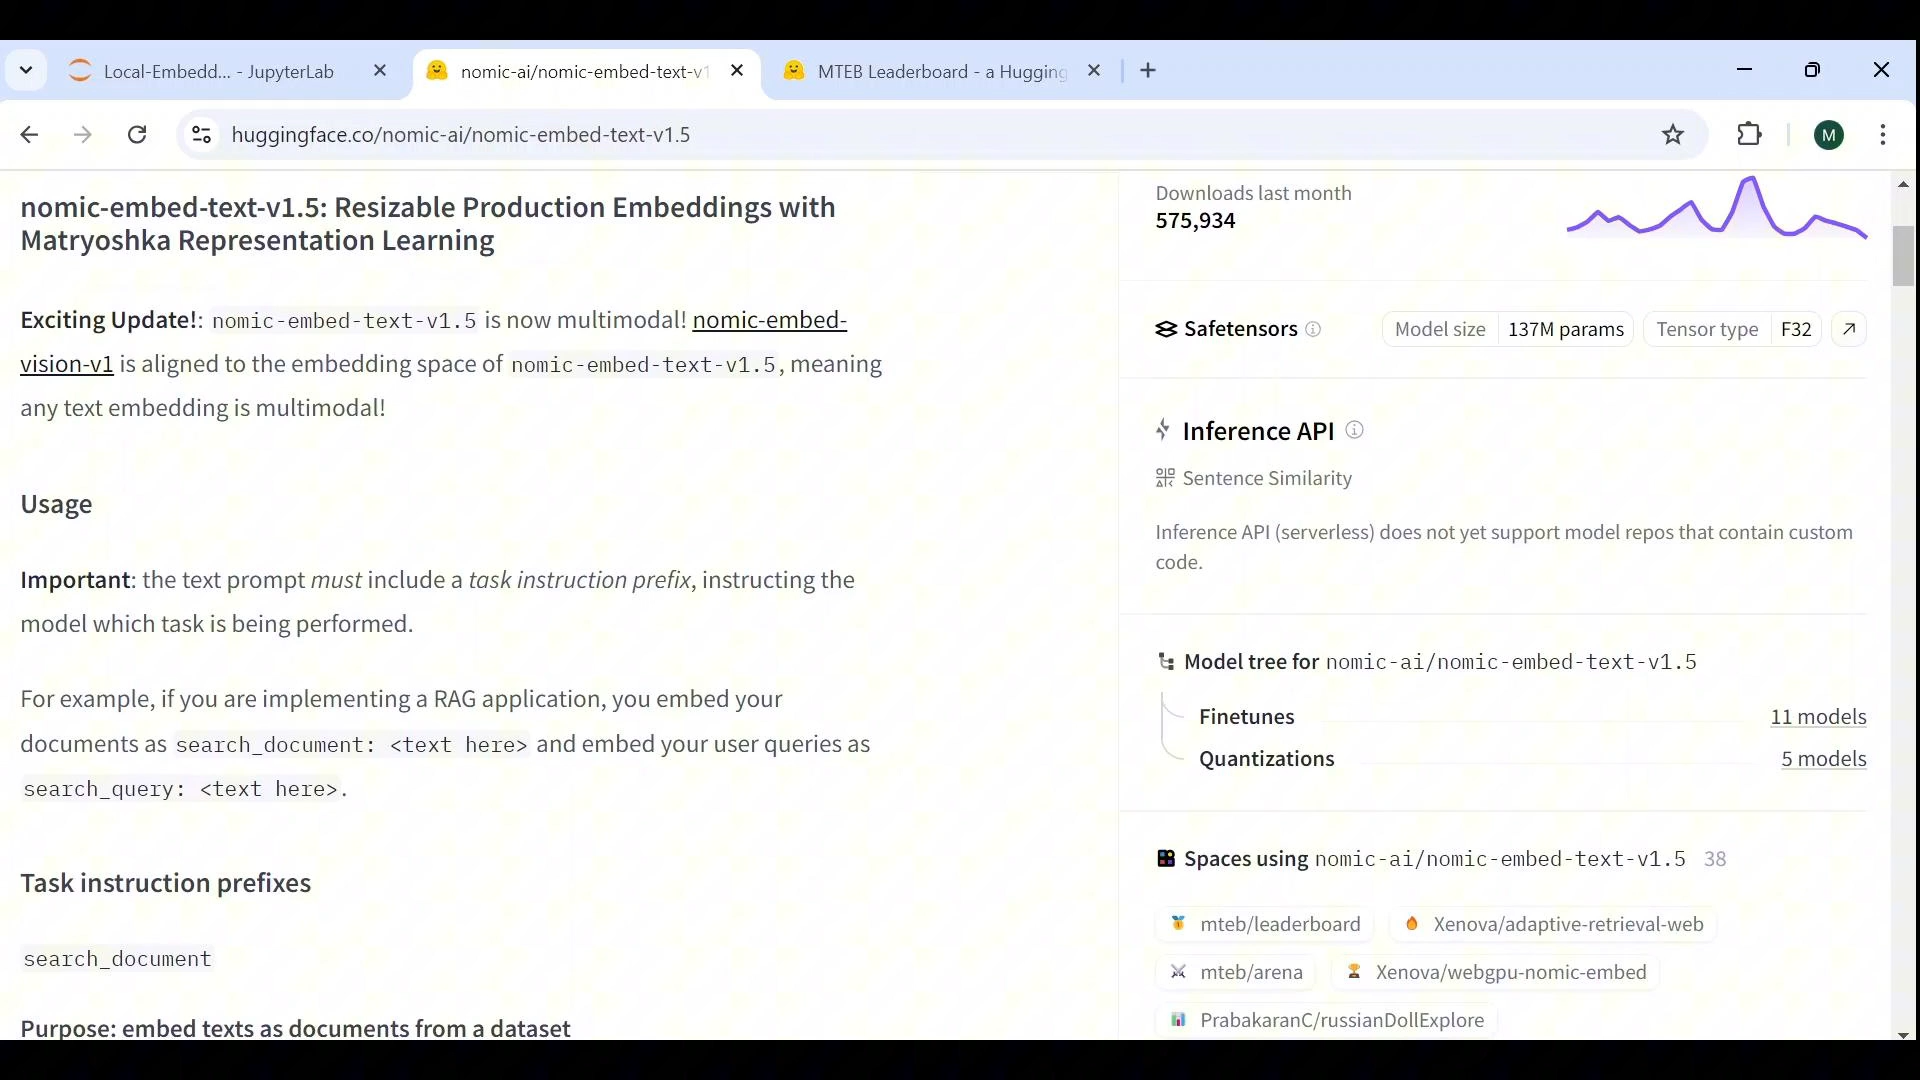 Local-Embedd... - JupyterLab
nomic-ai/nomic-embed-text-v1
MTEB Leaderboard - a Hugging
huggingface.co/nomic-ai/nomic-embed-text-v1.5
M
nomic-embed-text-v1.5: Resizable Production Embeddings with
Matryoshka Representation Learning
Exciting Update!: nomic-embed-text-v1.5 is now multimodal! nomic-embed-
vision-v1 is aligned to the embedding space of nomic-embed-text-v1.5, meaning
any text embedding is multimodal!
Usage
Important: the text prompt must include a task instruction prefix, instructing the
model which task is being performed.
For example, if you are implementing a RAG application, you embed your
documents as search_document: <text here> and embed your user queries as
search_query: <text here>.
Task instruction prefixes
search_document
Purpose: embed texts as documents from a dataset
Downloads last month
575,934
Safetensors
Model size 137M params
Tensor type F32
Inference API
Sentence Similarity
Inference API (serverless) does not yet support model repos that contain custom
code.
Model tree for nomic-ai/nomic-embed-text-v1.5
Finetunes 11 models
Quantizations 5 models
Spaces using nomic-ai/nomic-embed-text-v1.5 38
mteb/leaderboard
Xenova/adaptive-retrieval-web
mteb/arena
Xenova/webgpu-nomic-embed
PrabakaranC/russianDollExplore